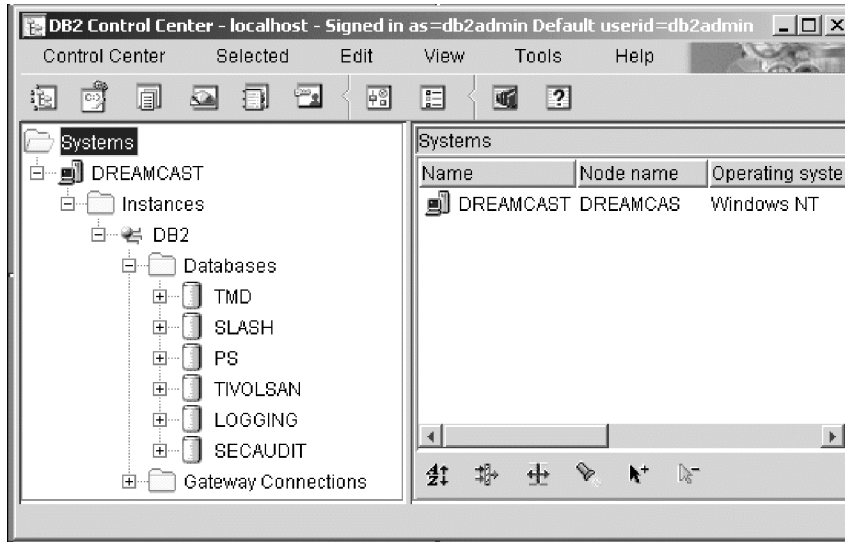 DB2 Control Center - localhost - Signed in as=db2admin Default userid=db2admin
Control Center Selected Edit View Tools Help
Systems
DREAMCAST
Instances
DB2
Databases
TMD
SLASH
PS
TIVOLSAN
LOGGING
SECAUDIT
Gateway Connections
Systems
Name Node name Operating syste
DREAMCAST DREAMCAS Windows NT